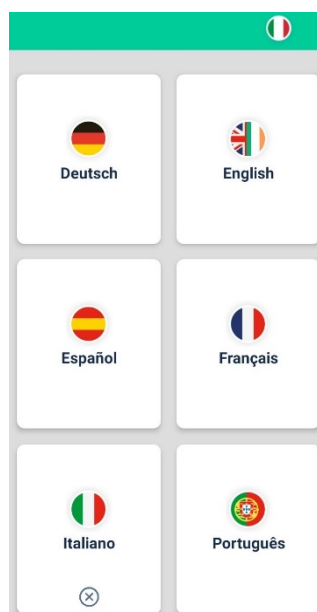 Deutsch
English
Español
Français
Italiano
Português